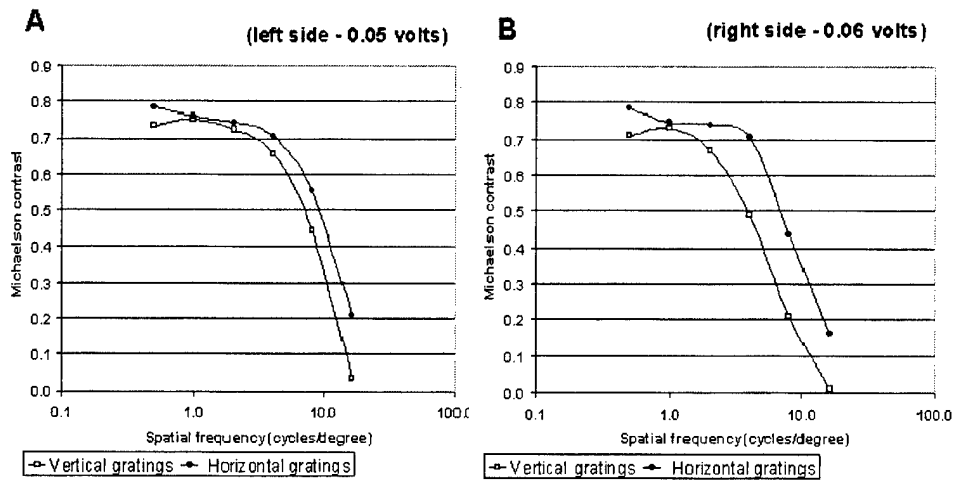 A
(left side - 0.05 volts)
Michaelson contrast
0.9
0.8
0.7
0.6
0.5
0.4
0.3
0.2
0.1
0.0
0.1
1.0
10.0
100.0
Spatial frequency (cycles/degree)
Vertical gratings
Horizontal gratings
B
(right side - 0.06 volts)
Michaelson contrast
0.9
0.8
0.7
0.6
0.5
0.4
0.3
0.2
0.1
0.0
0.1
1.0
10.0
100.0
Spatial frequency (cycles/degree)
Vertical gratings
Horizontal gratings